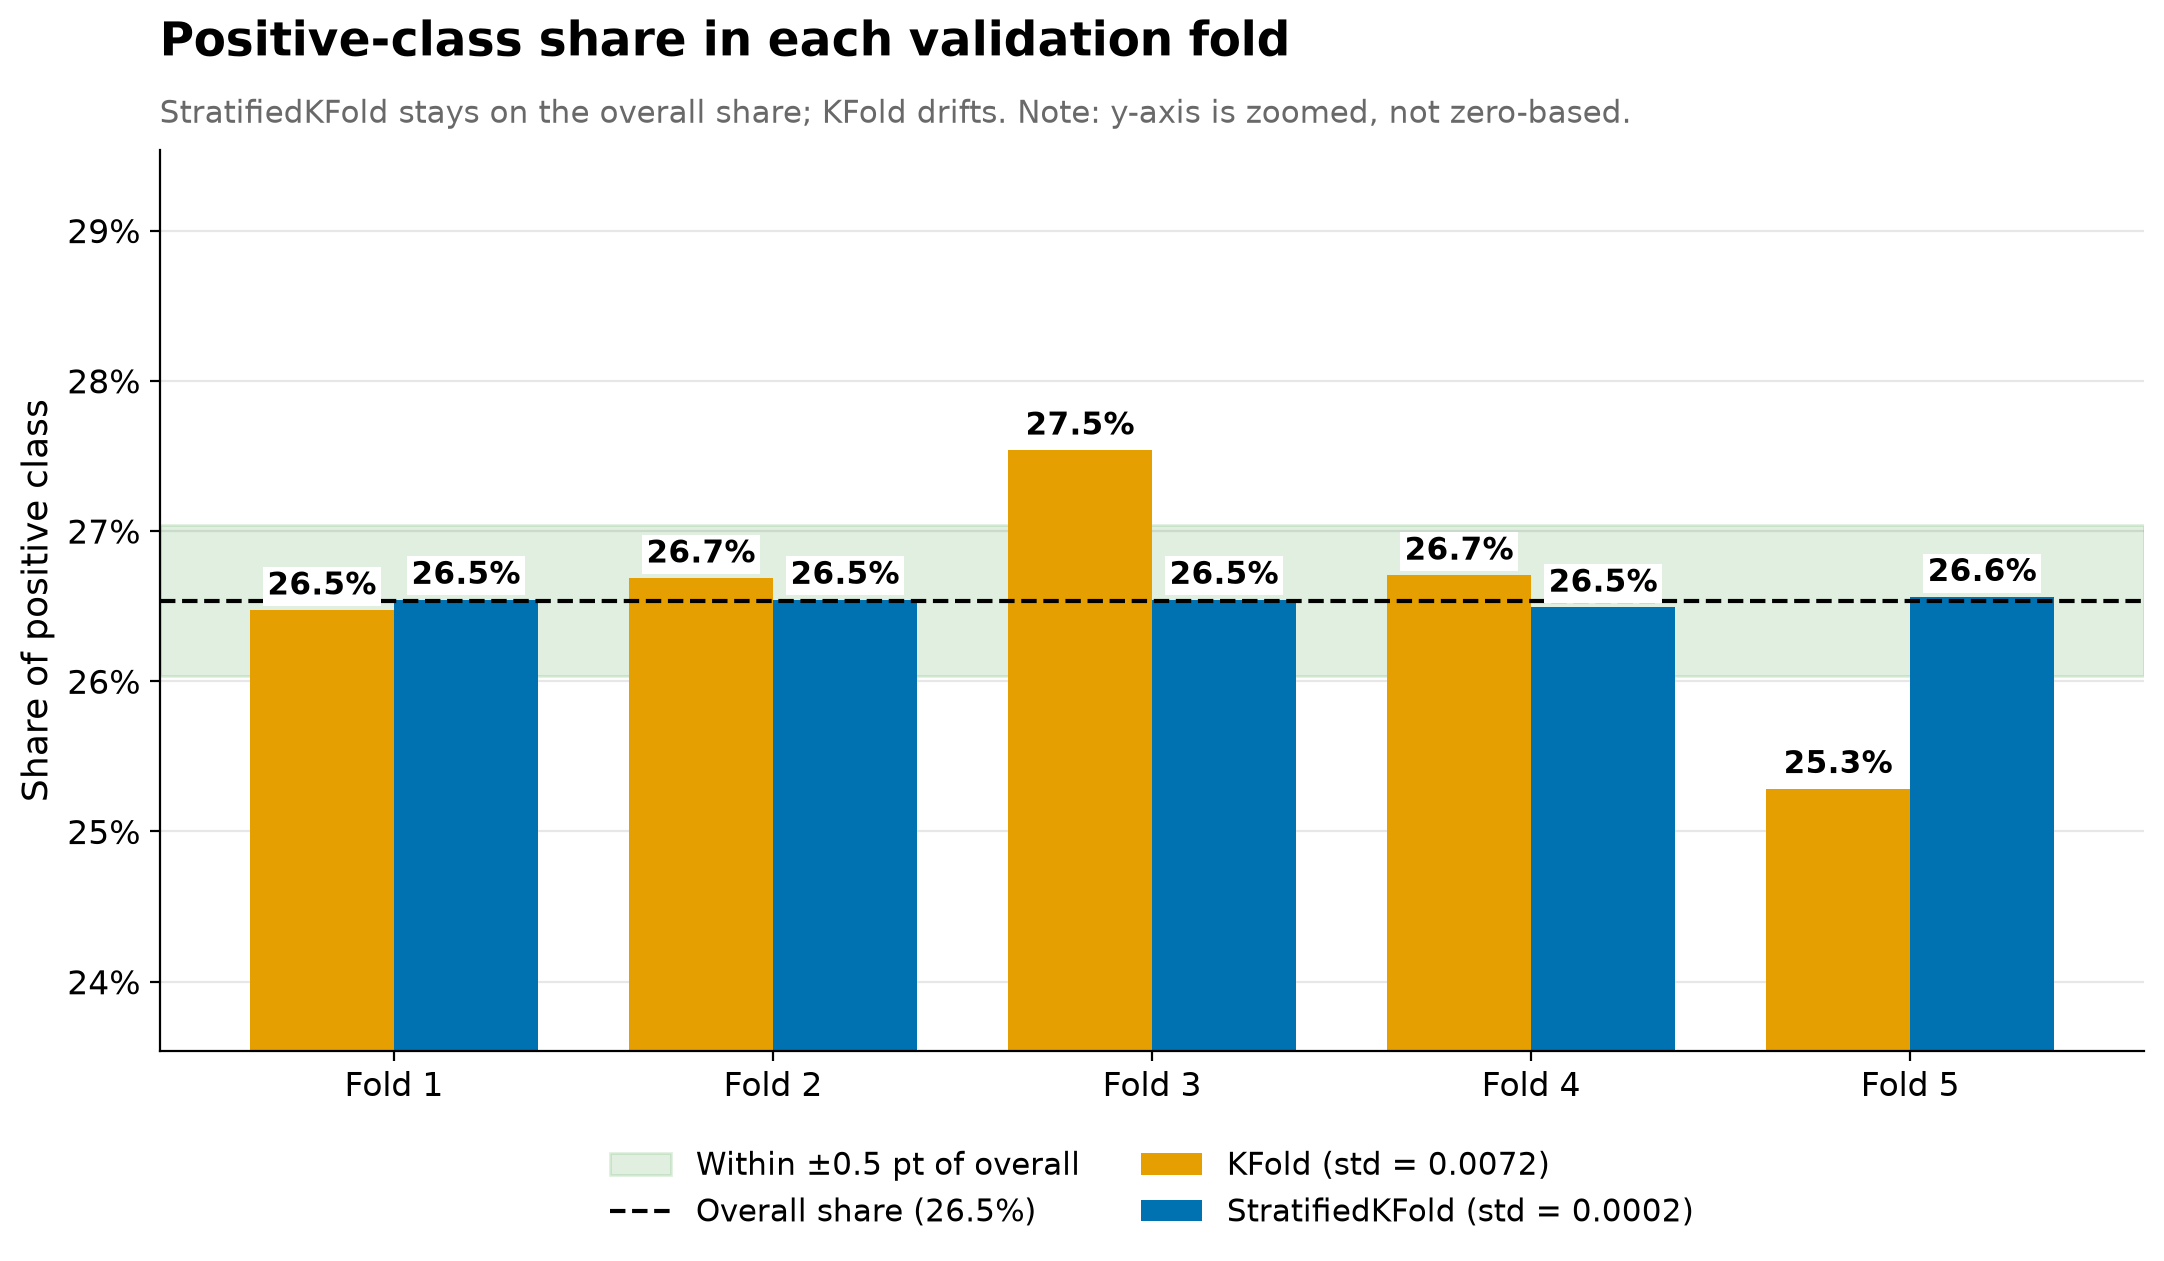 Positive-class share in each validation fold
StratifiedKFold stays on the overall share; KFold drifts. Note: y-axis is zoomed, not zero-based.
Share of positive class
29%
28%
27%
26%
25%
24%
26.5%
26.5%
26.7%
26.5%
27.5%
26.5%
26.7%
26.5%
25.3%
26.6%
Fold 1
Fold 2
Fold 3
Fold 4
Fold 5
Within ±0.5 pt of overall
Overall share (26.5%)
KFold (std = 0.0072)
StratifiedKFold (std = 0.0002)